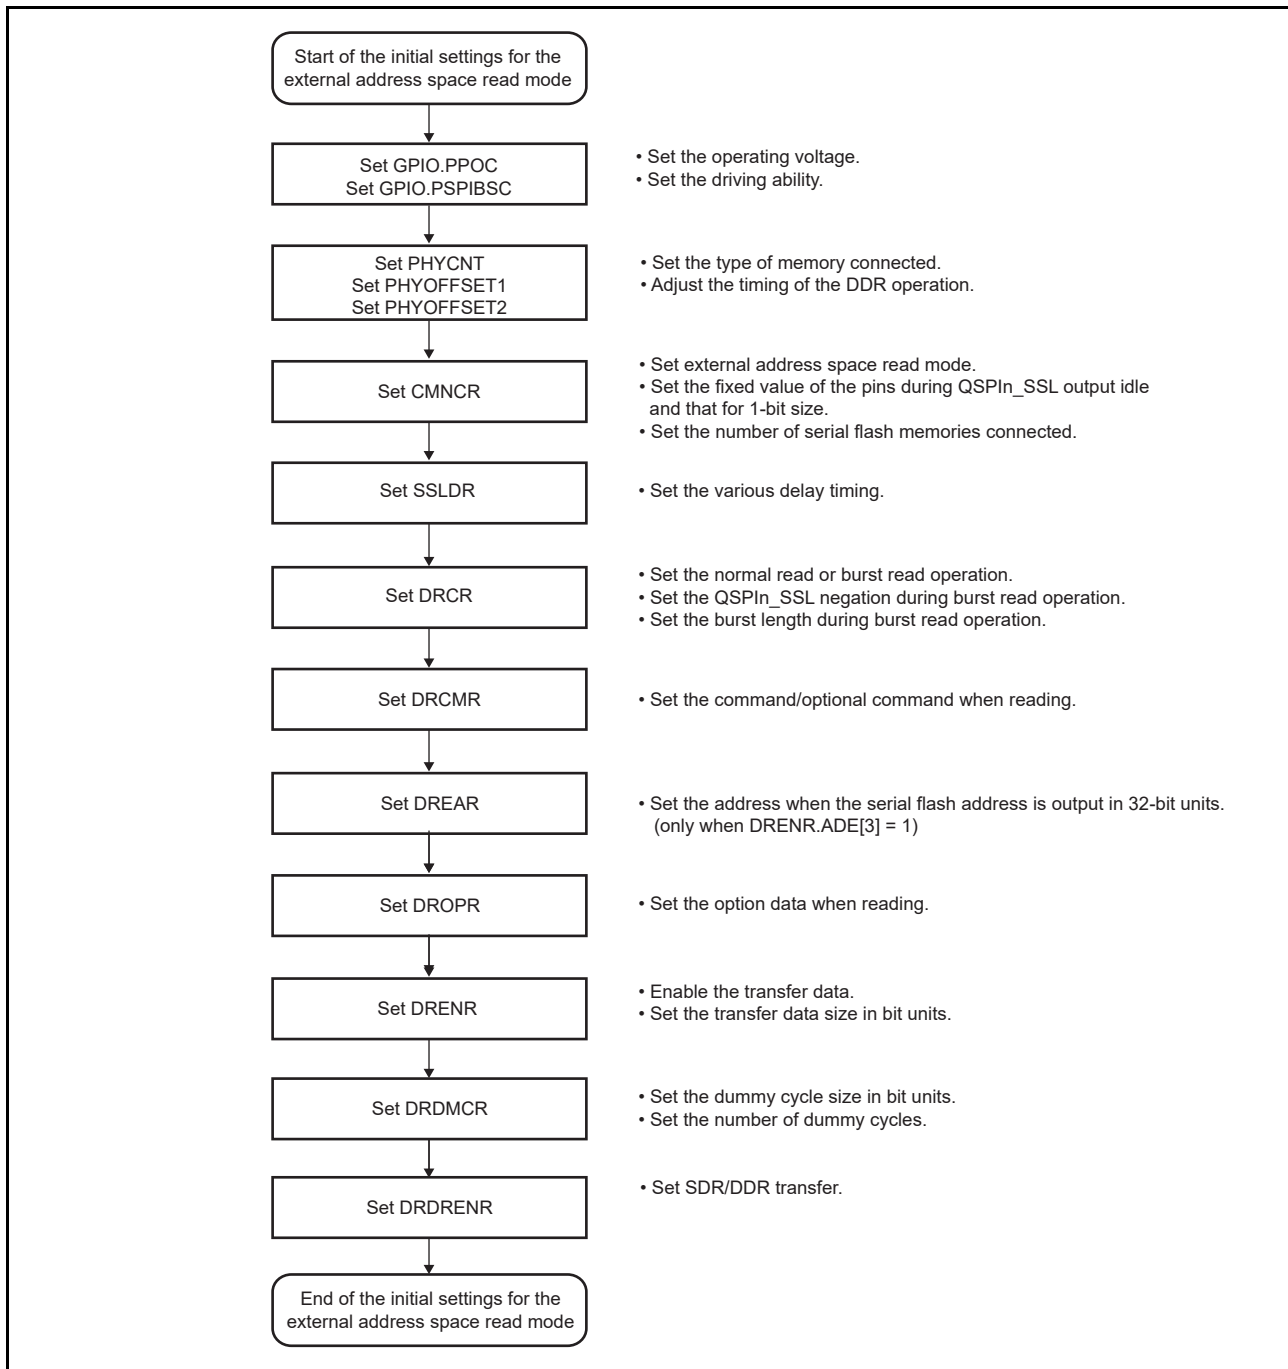 Start of the initial settings for the
external address space read mode
Set GPIO.PPOC
Set GPIO.PSPIBSC
• Set the operating voltage.
• Set the driving ability.
Set PHYCNT
Set PHYOFFSET1
Set PHYOFFSET2
• Set the type of memory connected.
• Adjust the timing of the DDR operation.
Set CMNCR
• Set external address space read mode.
• Set the fixed value of the pins during QSPIn_SSL output idle
and that for 1-bit size.
• Set the number of serial flash memories connected.
Set SSLDR
• Set the various delay timing.
Set DRCR
• Set the normal read or burst read operation.
• Set the QSPIn_SSL negation during burst read operation.
• Set the burst length during burst read operation.
Set DRCMR
• Set the command/optional command when reading.
Set DREAR
• Set the address when the serial flash address is output in 32-bit units.
(only when DRENR.ADE[3] = 1)
Set DROPR
• Set the option data when reading.
Set DRENR
• Enable the transfer data.
• Set the transfer data size in bit units.
Set DRDMCR
• Set the dummy cycle size in bit units.
• Set the number of dummy cycles.
Set DRDRENR
• Set SDR/DDR transfer.
End of the initial settings for the
external address space read mode